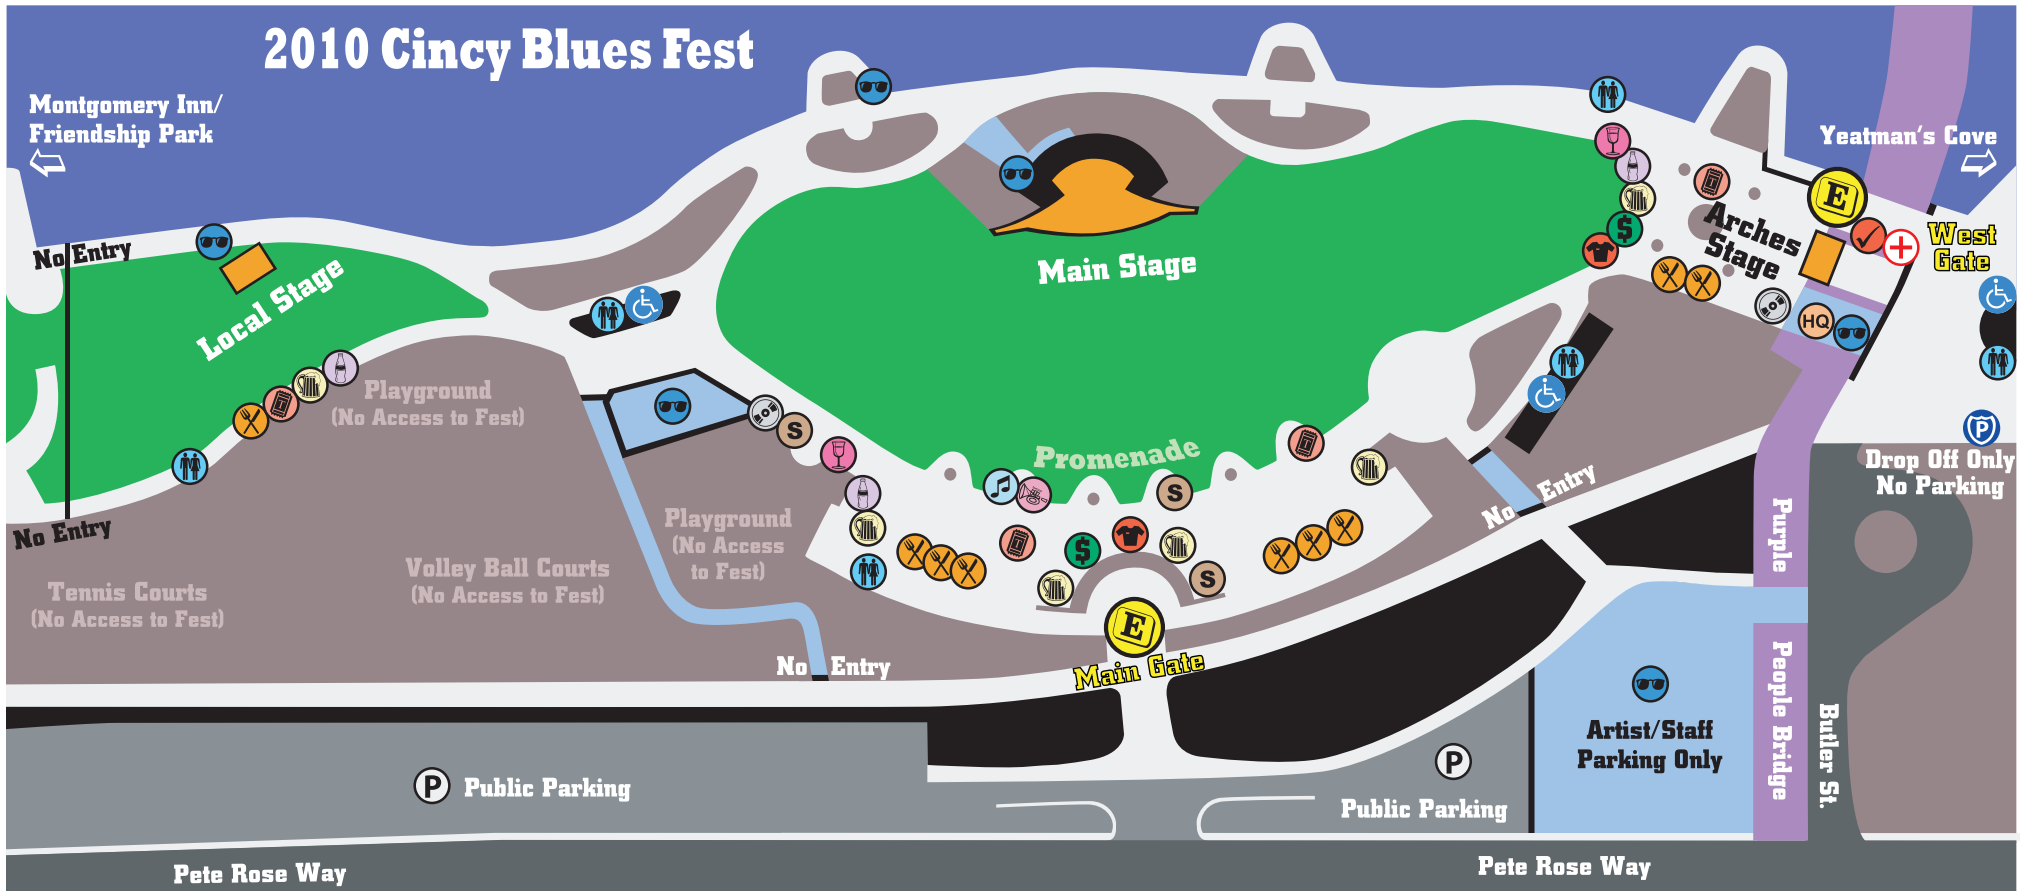 2010 Cincy Blues Fest
Montgomery Inn/
Friendship Park
Yeatman's Cove
No Entry
Local Stage
Main Stage
Arches
Stage
E
West
Gate
HQ
Playground
(No Access to Fest)
S
Promenade
S
P
Drop Off Only
No Parking
No Entry
No Entry
Playground
(No Access
to Fest)
Volley Ball Courts
(No Access to Fest)
Tennis Courts
(No Access to Fest)
$
$
S
E
Main Gate
No Entry
Purple
People Bridge
Butler St.
Artist/Staff
Parking Only
P Public Parking
P
Public Parking
Pete Rose Way
Pete Rose Way